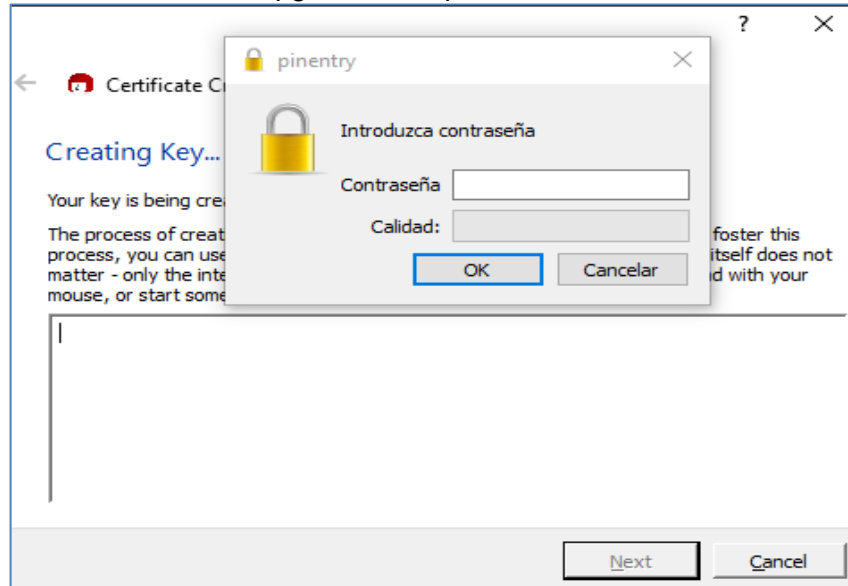 ?
pinentry
Certificate C
Introduzca contraseña
Creating Key...
Contraseña
Your key is being cre
Calidad:
The process of creat foster this
process, you can use itself does not
OK Cancelar
matter - only the inte d with your
mouse, or start some
Next Cancel